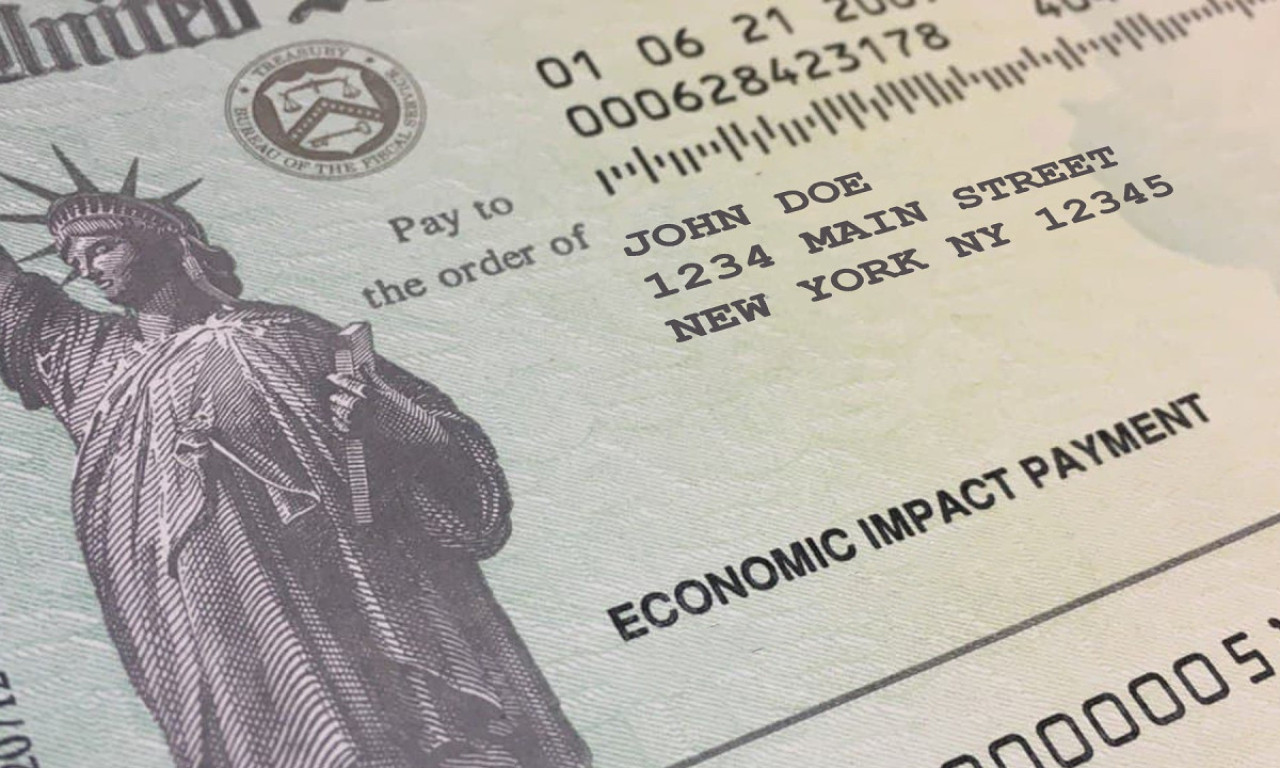 United
TREASURY
BUREAU OF THE FISCAL SERVICE
01 06 21
000628423178
Pay to
the order of
JOHN DOE
1234 MAIN STREET
NEW YORK NY 12345
ECONOMIC IMPACT PAYMENT